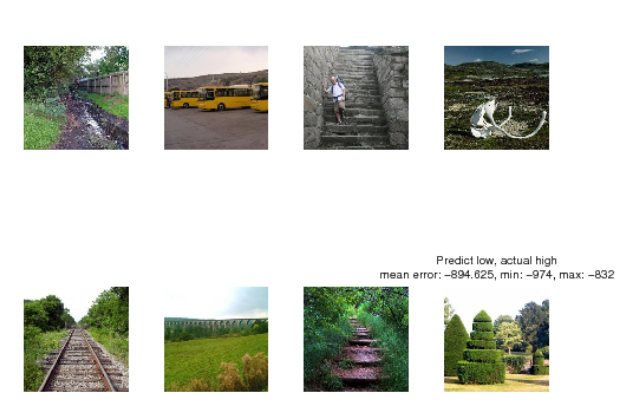 Predict low, actual high
mean error: −894.625, min: −974, max: −832